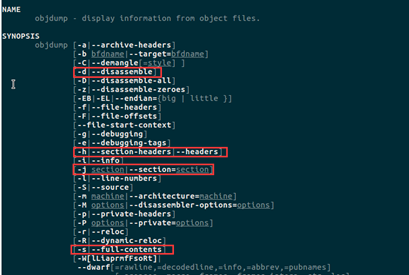 NAME
objdump - display information from object files.
SYNOPSIS
objdump [-a|--archive-headers]
[-b bfdname|--target=bfdname]
[-C|--demangle[=style] ]
[-d|--disassemble]
[-D|--disassemble-all]
[-z|--disassemble-zeroes]
[-EB|-EL|--endian={big | little }]
[-f|--file-headers]
[-F|--file-offsets]
[--file-start-context]
[-g|--debugging]
[-e|--debugging-tags]
[-h|--section-headers|--headers]
[-i|--info]
[-j section|--section=section]
[-l|--line-numbers]
[-S|--source]
[-m machine|--architecture=machine]
[-M options|--disassembler-options=options]
[-p|--private-headers]
[-P options|--private=options]
[-r|--reloc]
[-R|--dynamic-reloc]
[-s|--full-contents]
[-W[lLiaprmfFsoRt]|
--dwarf[=rawline,=decodedline,=info,=abbrev,=pubnames]